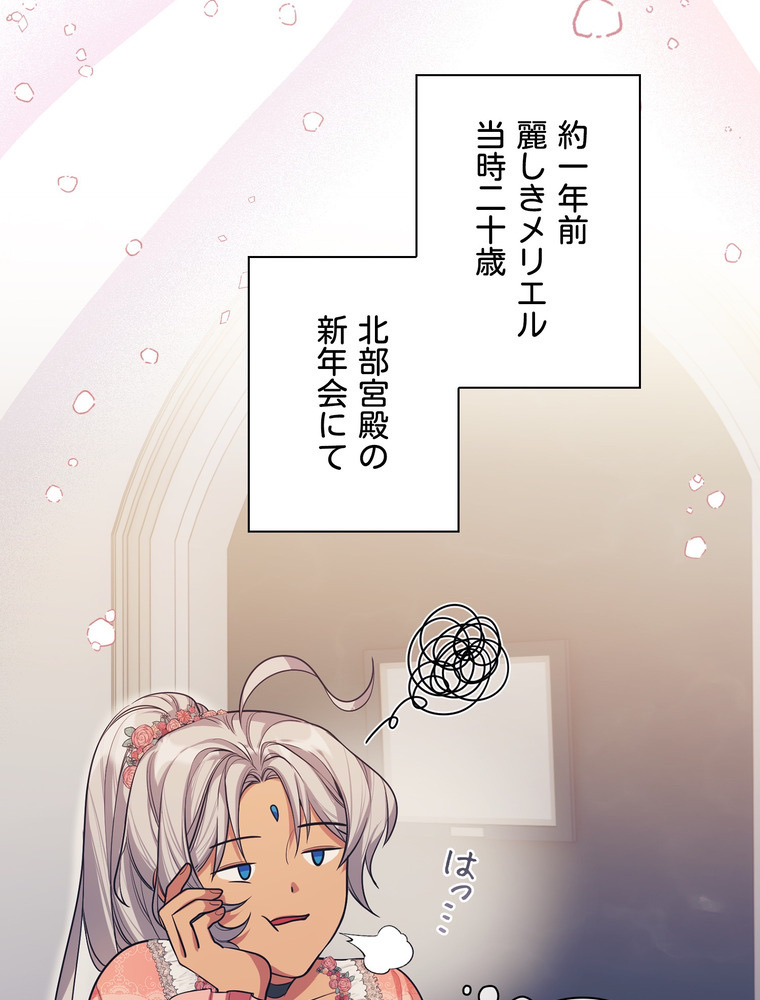 約一年前
麗しきメリエル
当時二十歳
北部宮殿の
新年会にて
はっ…